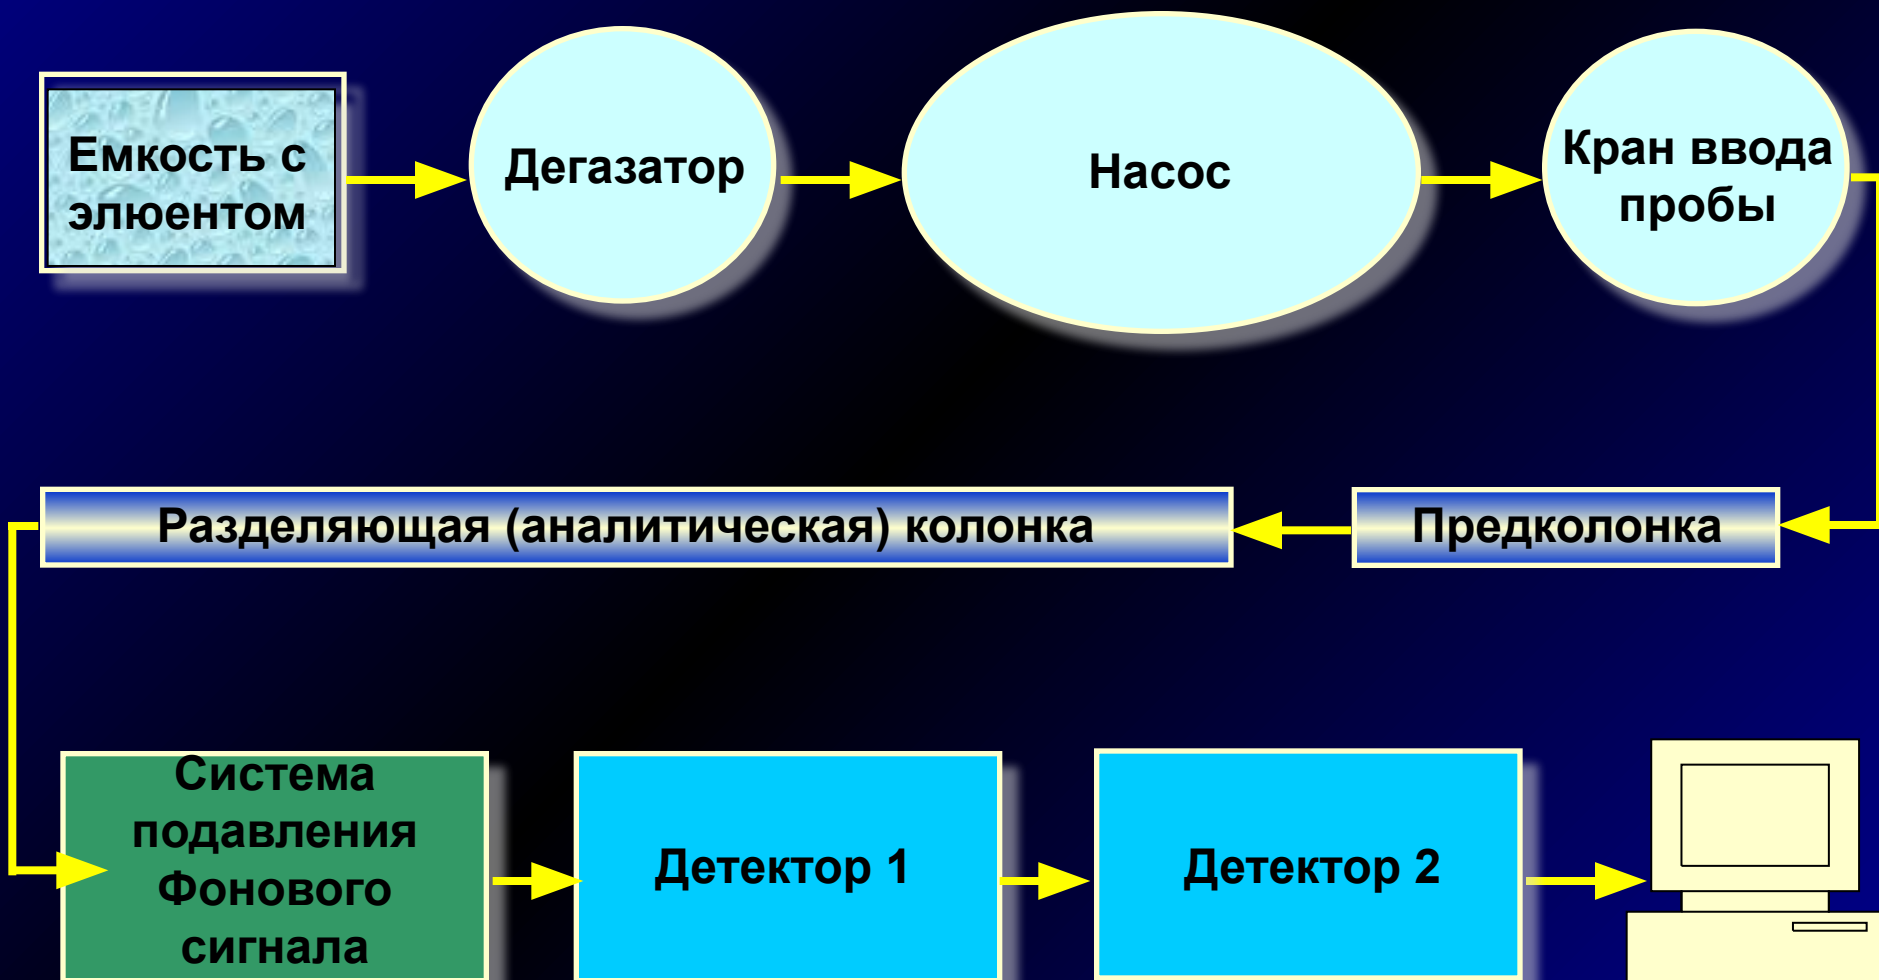 Емкость с
элюентом
Дегазатор
Насос
Кран ввода
пробы
Разделяющая (аналитическая) колонка
Предколонка
Система
подавления
Фонового
сигнала
Детектор 1
Детектор 2